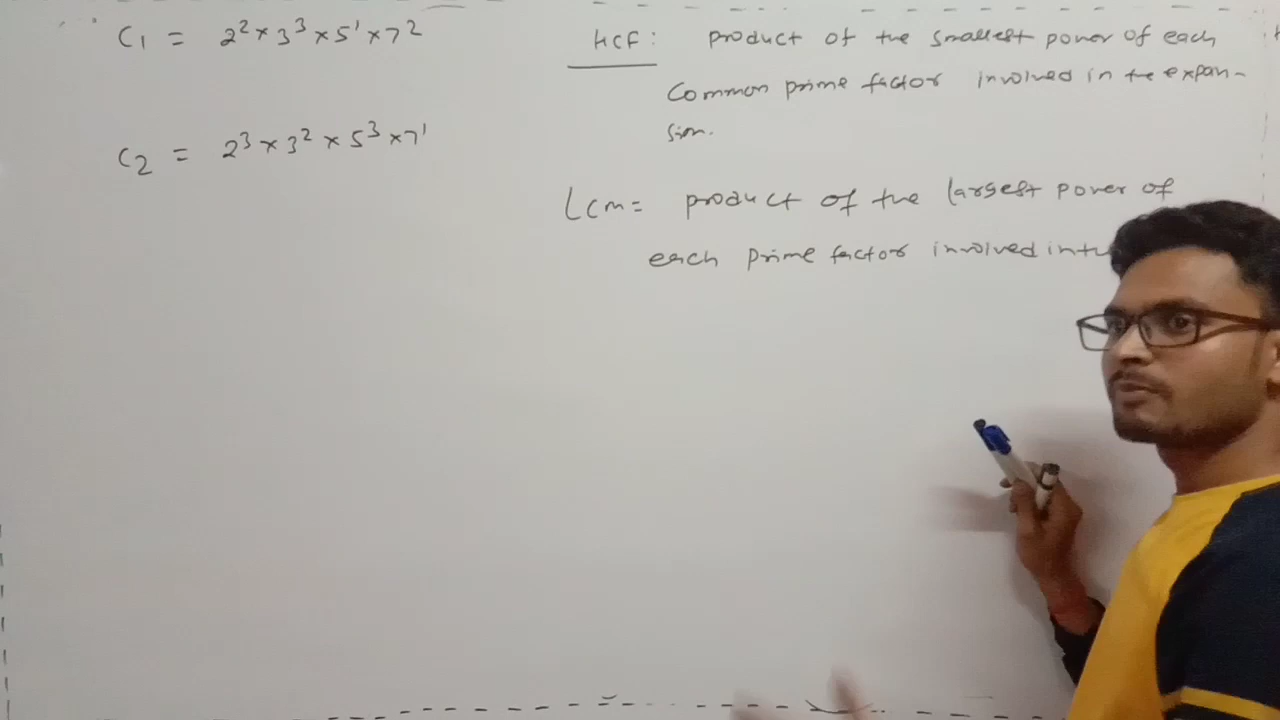 C₁ = 2² × 3³ × 5¹ × 7²
C₂ = 2³ × 3² × 5³ × 7¹
HCF: product of the smallest power of each
Common prime factor involved in the expan-
sion.
Lcm = product of the largest power of
each prime factor involved in